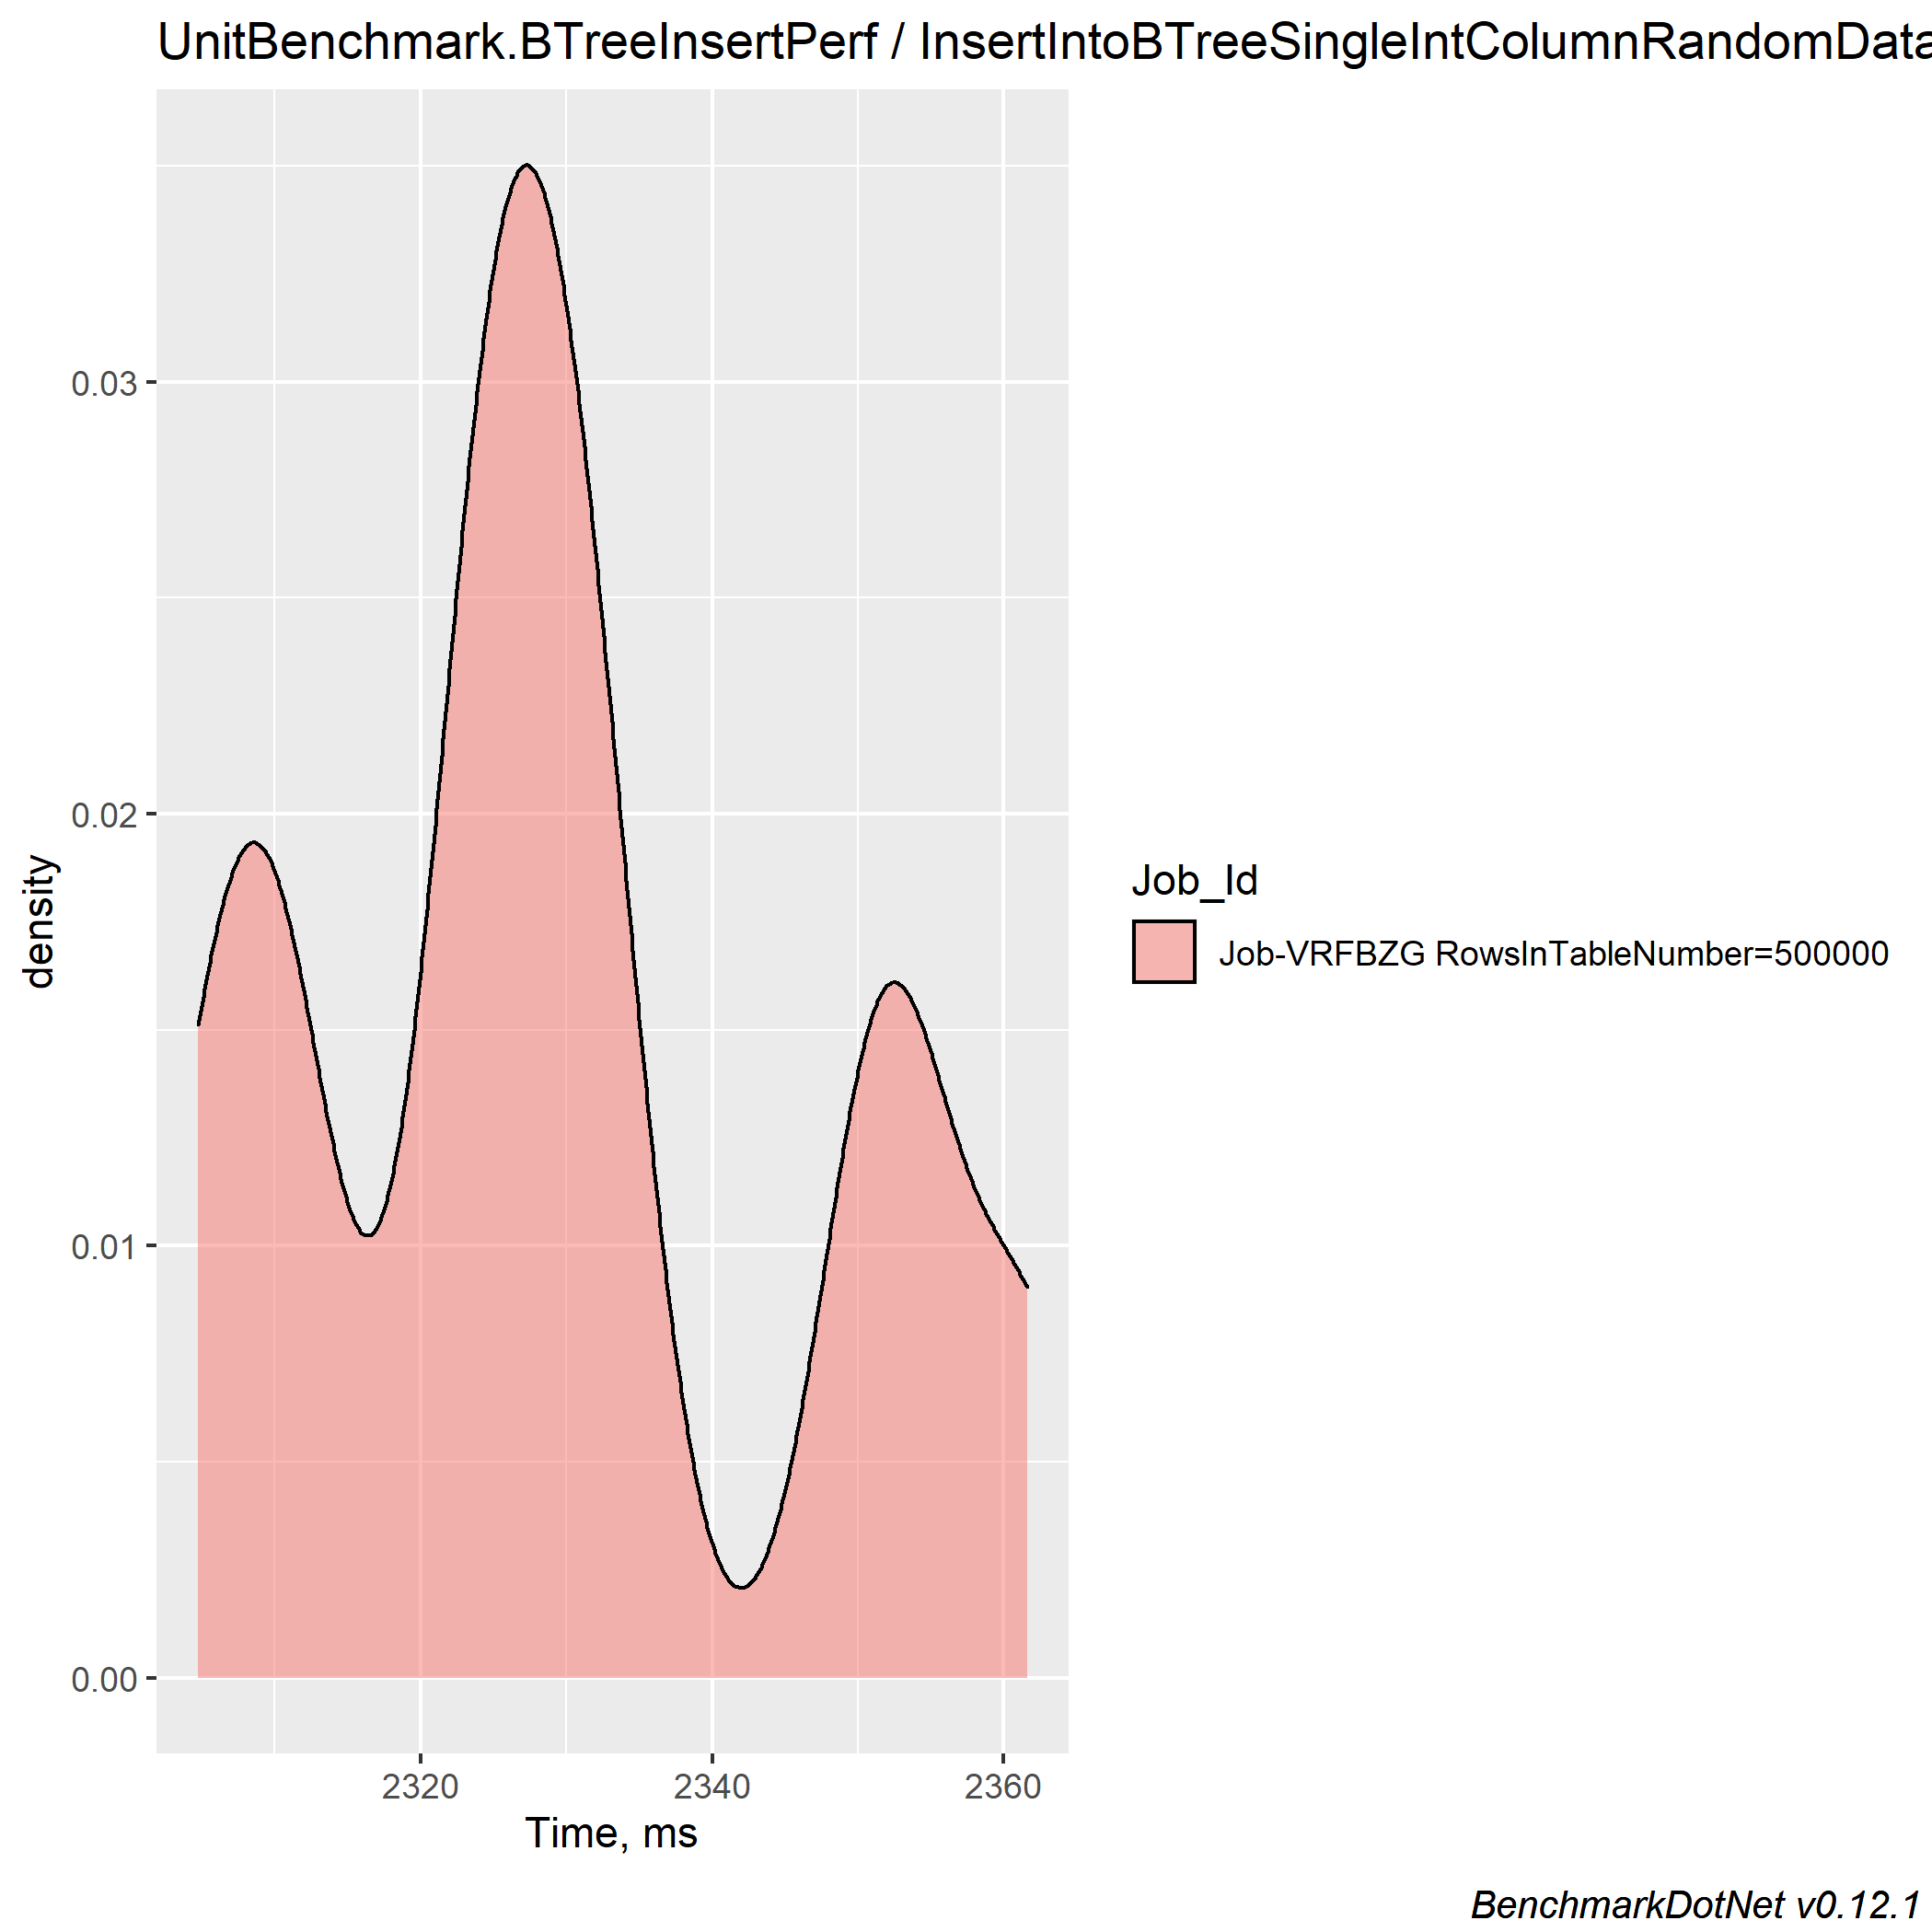 UnitBenchmark.BTreeInsertPerf / InsertIntoBTreeSingleIntColumnRandomData
0.03
0.02
0.01
0.00
density
2320 2340 2360
Time, ms
Job_Id
Job-VRFBZG RowsInTableNumber=500000
BenchmarkDotNet v0.12.1